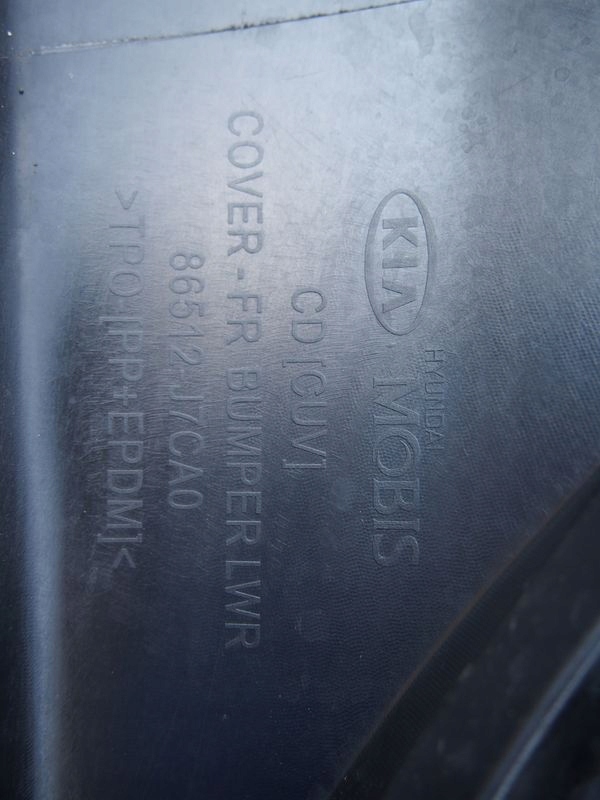 KIA
HYUNDAI
MOBIS
CD[CUV]
COVER-FR BUMPER LWR
86512 J7CA0
>TPO-[PP+EPDM]<